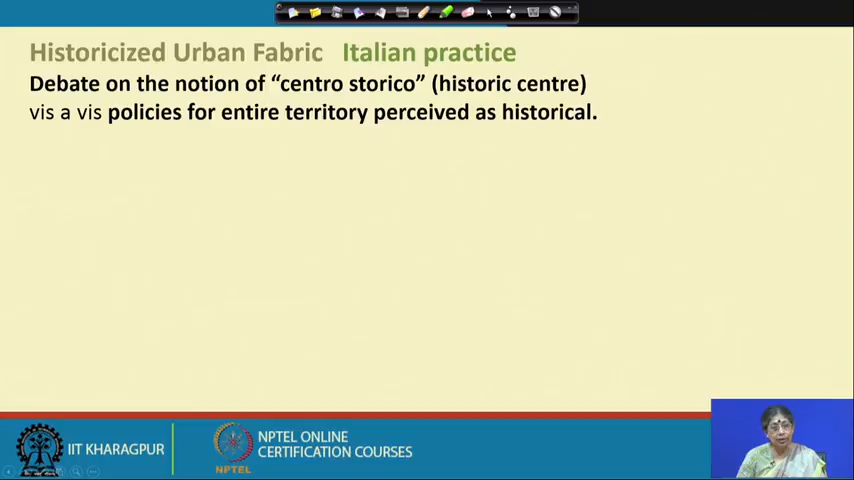 Historicized Urban Fabric Italian practice
Debate on the notion of “centro storico” (historic centre)
vis a vis policies for entire territory perceived as historical.
IIT KHARAGPUR
NPTEL
NPTEL ONLINE
CERTIFICATION COURSES